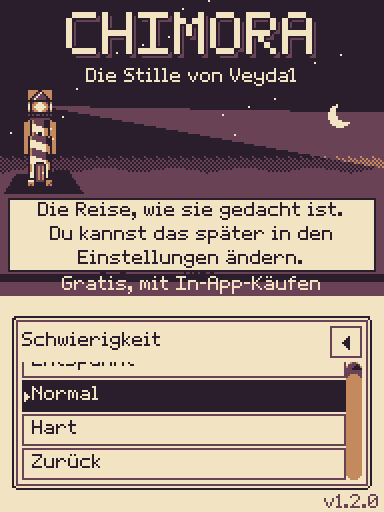 CHIMORA
Die Stille von Veydal
Die Reise, wie sie gedacht ist.
Du kannst das später in den
Einstellungen ändern.
Gratis, mit In-App-Käufen
Schwierigkeit
Normal
Hart
Zurück
v1.2.0